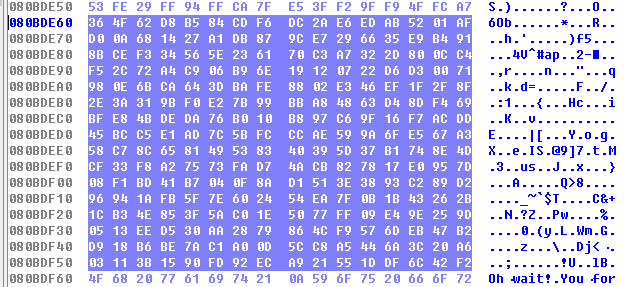 080BDE50 53 FE 29 FF FF 94 FF CA 7F E5 3F F2 9F 4F FC A7 S.)......?...O..
080BDE60 36 4F 62 D8 B5 84 CD F6 DC 2A E6 ED AB 52 01 AF 6Ob......*...R..
080BDE70 D0 0A 68 14 27 A1 DB 87 9C E7 29 66 35 E9 B4 91 ..h.'.....)f5...
080BDE80 8B CE F3 34 56 5E 23 61 70 C3 A7 32 2D 80 0C C4
080BDE90 F5 2C 72 A4 C9 06 B9 6E 19 12 07 22 D6 D3 00 71 .,r....n..."...q
080BDEA0 98 0E 6B CA 64 3D BA FE 88 02 E3 46 EF 1F 2F 8F ..k.d=.....F../.
080BDEB0 2E 3A 31 9B F0 E2 7B 99 BB A8 48 63 D4 8D F4 69 .:1...{...Hc...i
080BDEC0 BF E8 4B DE DA 76 B0 10 B8 97 C6 9F 16 F7 AC DD ..K..v..........
080BDED0 45 BC C5 E1 AD 7C 5B FC CC AE 59 9A 6F E5 67 A3 E....|[...Y.o.g.
080BDEE0 58 C7 8C 65 81 49 53 83 40 39 5D 37 B1 74 8E 4D X..e.IS.@9]7.t.M
080BDEF0 CF 33 F8 A2 75 73 FA D7 4A CB 82 78 17 E0 95 7D .3..us..J..x...}
080BDF00 08 F1 BD 41 B7 04 0F 8A D1 51 3E 38 93 C2 89 D2 ...A.....Q>8....
080BDF10 96 94 1A FB 5F 7E 60 24 54 EA 7F 0B 1B 43 26 2B ...._~`$T....C&+
080BDF20 1C B3 4E 85 3F 5A C0 1E 50 77 FF 09 E4 9E 25 9D ..N.?Z..Pw....%.
080BDF30 05 13 EE D5 30 AA 28 79 86 4C F9 57 6D EB 47 B2 ....0.(y.L.Wm.G.
080BDF40 D9 18 B6 BE 7A C1 A0 0D 5C C8 A5 44 6A 3C 20 A6 ....z...\..Dj< .
080BDF50 03 11 3B 15 90 FD 92 EC A9 21 55 1D DF 6C 42 F2 ..;......!U..lB.
080BDF60 4F 68 20 77 61 69 74 21 0A 59 6F 75 20 66 6F 72 Oh wait!.You for